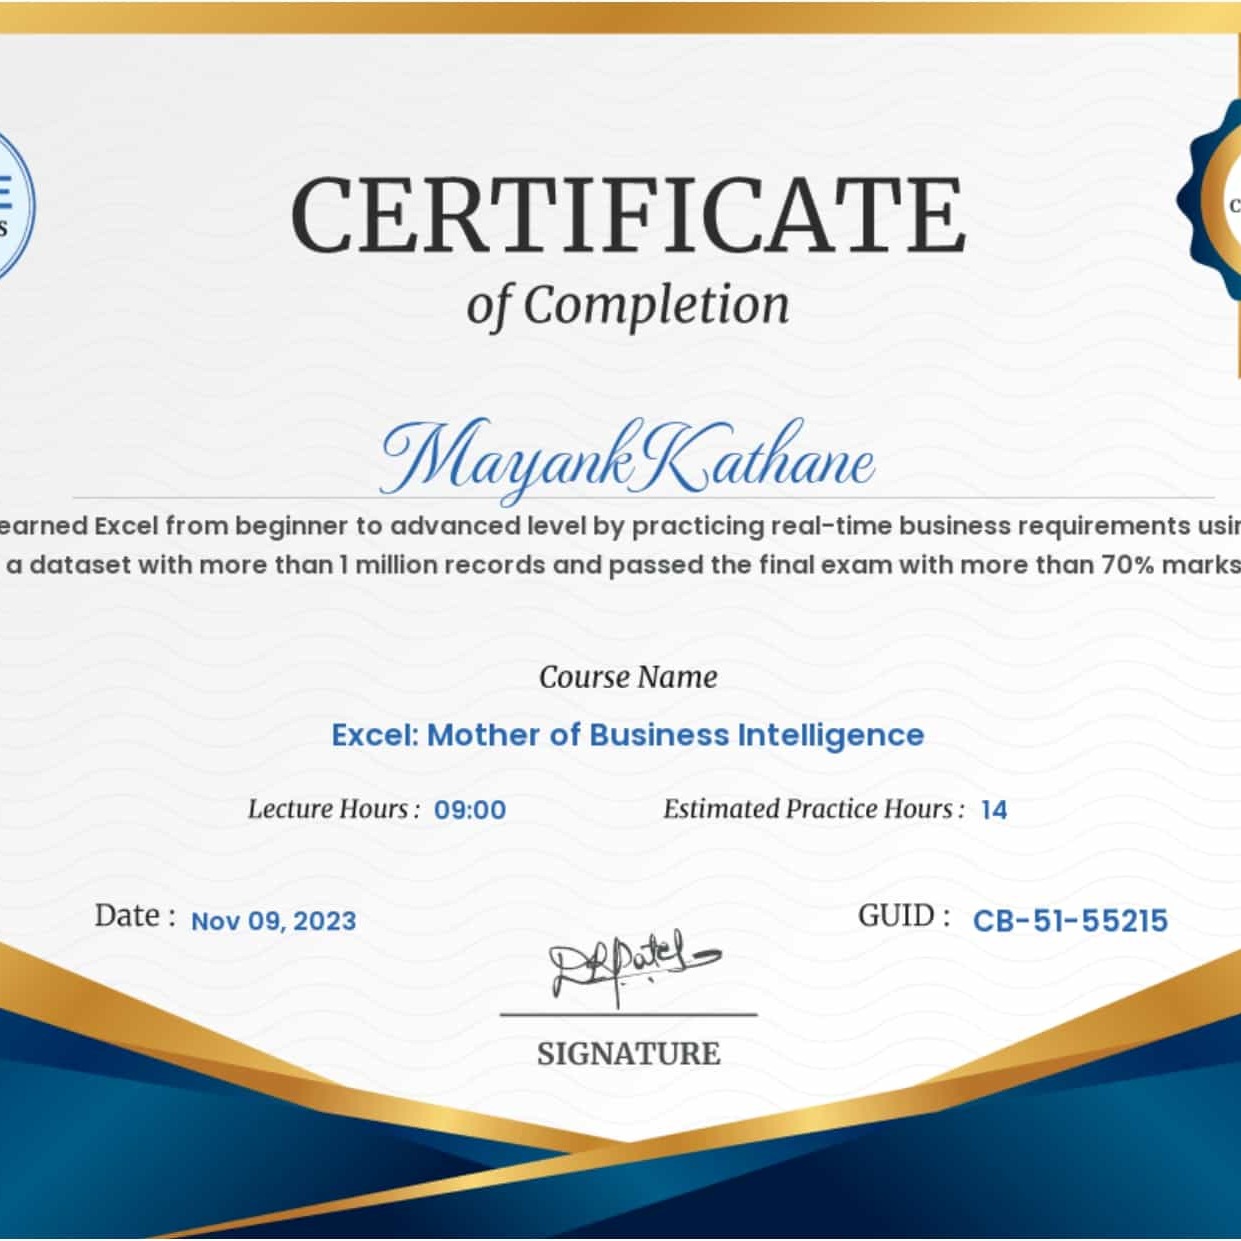 CERTIFICATE
of Completion
Mayank Kathane
earned Excel from beginner to advanced level by practicing real-time business requirements usin
a dataset with more than 1 million records and passed the final exam with more than 70% marks
Course Name
Excel: Mother of Business Intelligence
Lecture Hours : 09:00 Estimated Practice Hours : 14
Date : Nov 09, 2023 GUID : CB-51-55215
SIGNATURE